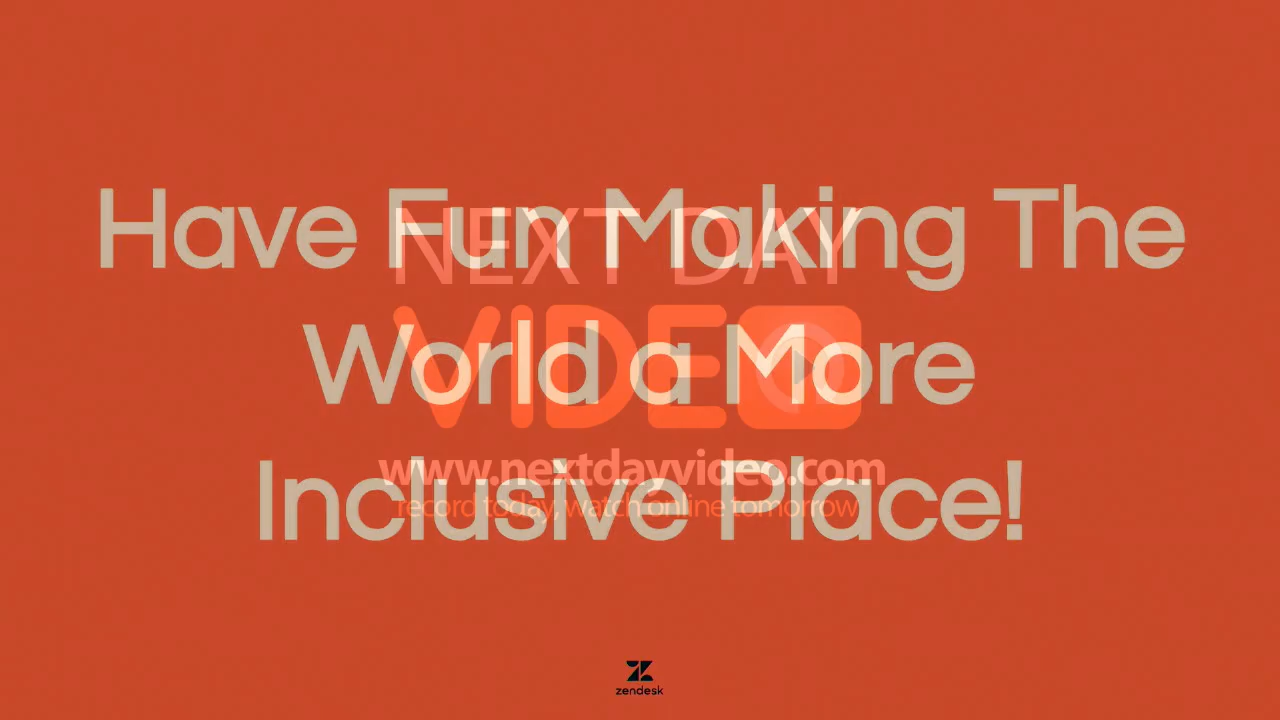 Have Fun Making The
World a More
Inclusive Place!
NEXT DAY
VIDEO
www.nextdayvideo.com
record today, watch online tomorrow
zendesk